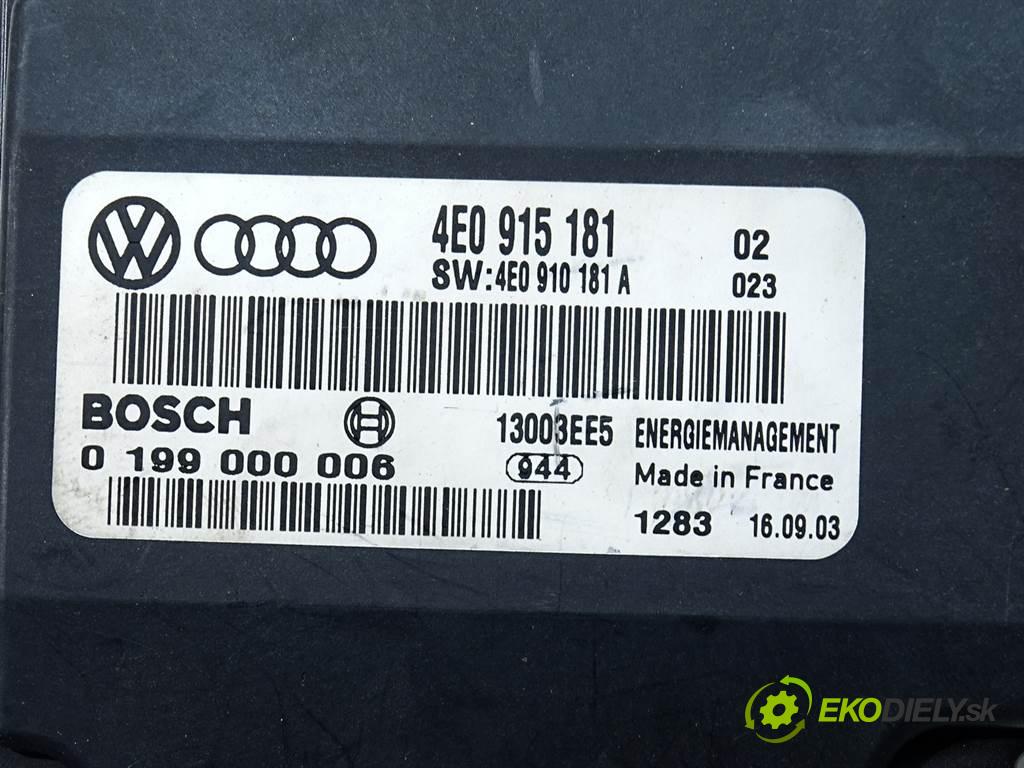 4E0 915 181 02
SW:4E0 910 181 A 023
BOSCH 13003EE5 ENERGIEMANAGEMENT
0 199 000 006 944 Made in France
1283 16.09.03
EKODIELY.sk